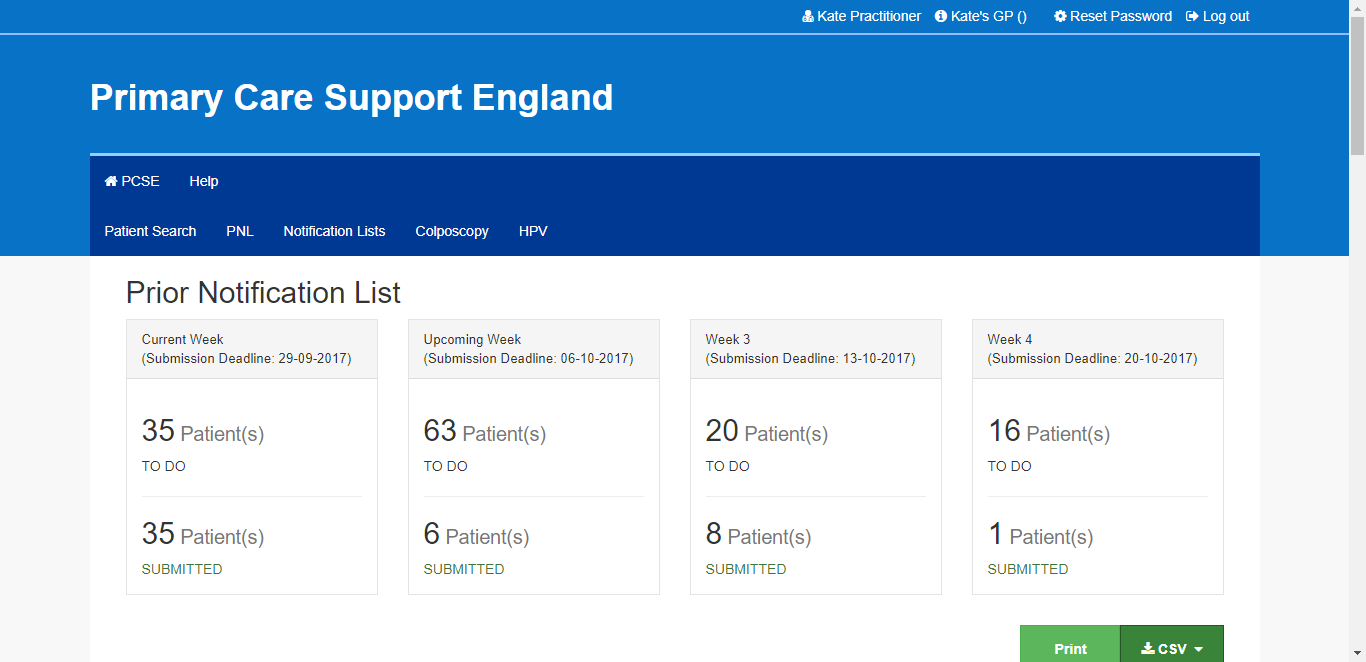 Kate Practitioner Kate's GP () Reset Password Log out
Primary Care Support England
PCSE Help
Patient Search PNL Notification Lists Colposcopy HPV
Prior Notification List
Current Week
(Submission Deadline: 29-09-2017)
35 Patient(s)
TO DO
35 Patient(s)
SUBMITTED
Upcoming Week
(Submission Deadline: 06-10-2017)
63 Patient(s)
TO DO
6 Patient(s)
SUBMITTED
Week 3
(Submission Deadline: 13-10-2017)
20 Patient(s)
TO DO
8 Patient(s)
SUBMITTED
Week 4
(Submission Deadline: 20-10-2017)
16 Patient(s)
TO DO
1 Patient(s)
SUBMITTED
Print CSV